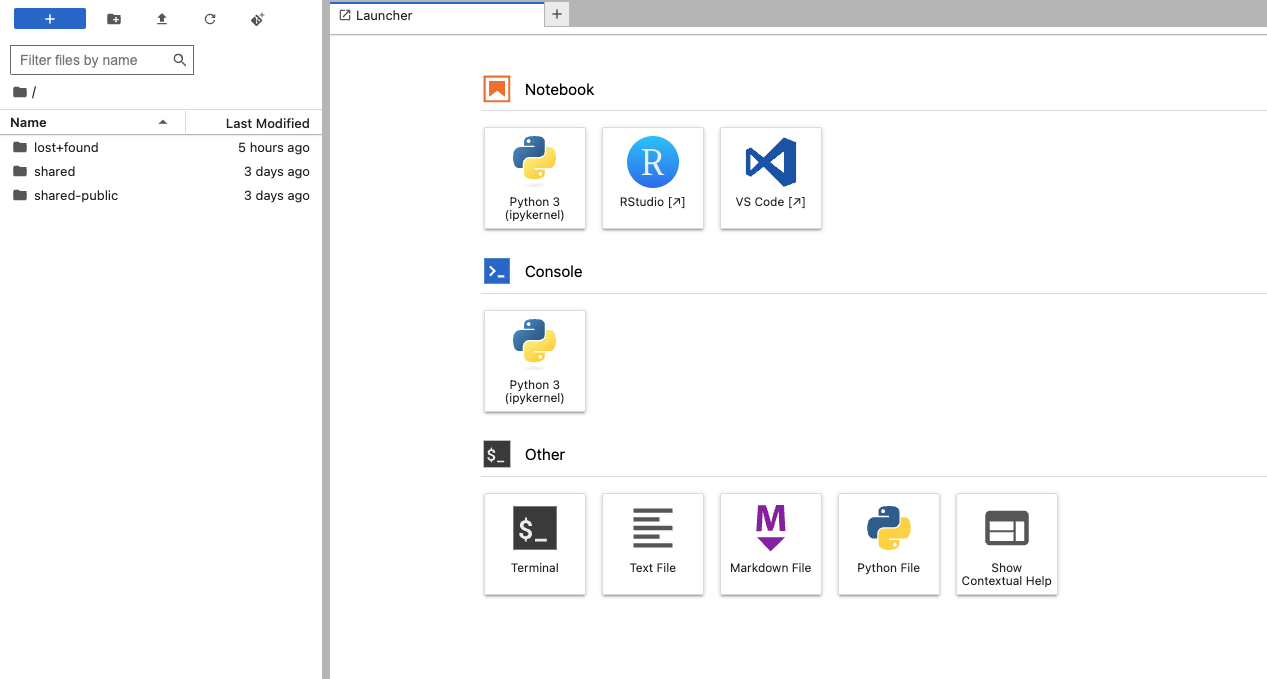 Launcher
Filter files by name
/
Name
Last Modified
lost+found
5 hours ago
shared
3 days ago
shared-public
3 days ago
Notebook
Python 3
(ipykernel)
R
RStudio [↗]
VS Code [↗]
Console
>_
Python 3
(ipykernel)
$_
Other
$_
Terminal
Text File
M
Markdown File
Python File
Show
Contextual Help